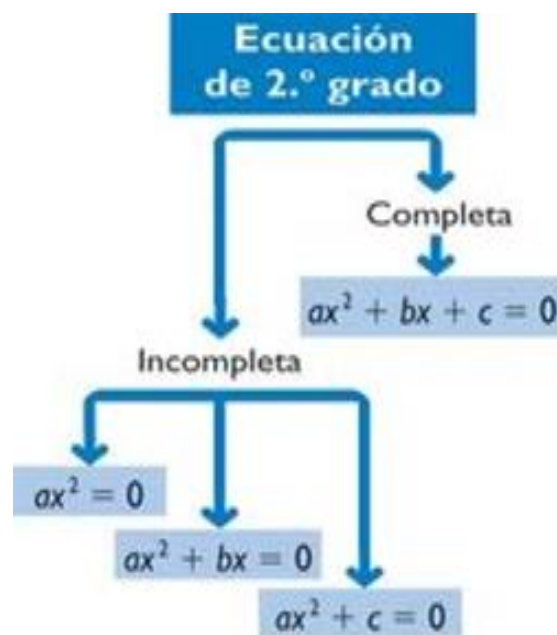 Ecuación
de 2.º grado
Completa
ax² + bx + c = 0
Incompleta
ax² = 0
ax² + bx = 0
ax² + c = 0